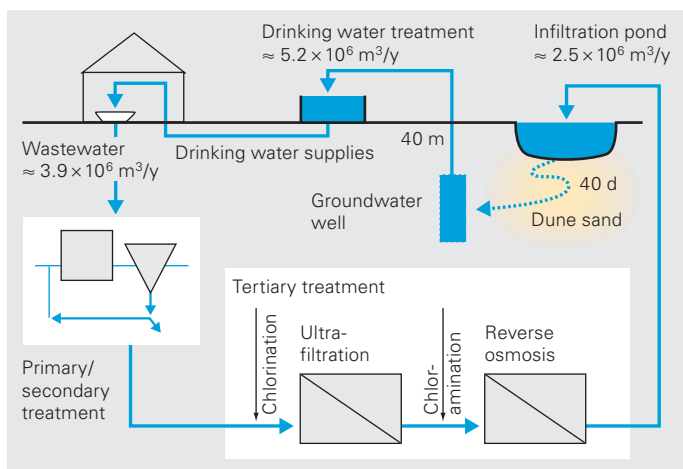 Drinking water treatment
≈ 5.2 × 10⁶ m³/y
Infiltration pond
≈ 2.5 × 10⁶ m³/y
Wastewater
≈ 3.9 × 10⁶ m³/y
Drinking water supplies
40 m
Groundwater
well
40 d
Dune sand
Tertiary treatment
Chlorination
Ultra-
filtration
Chlor-
amination
Reverse
osmosis
Primary/
secondary
treatment